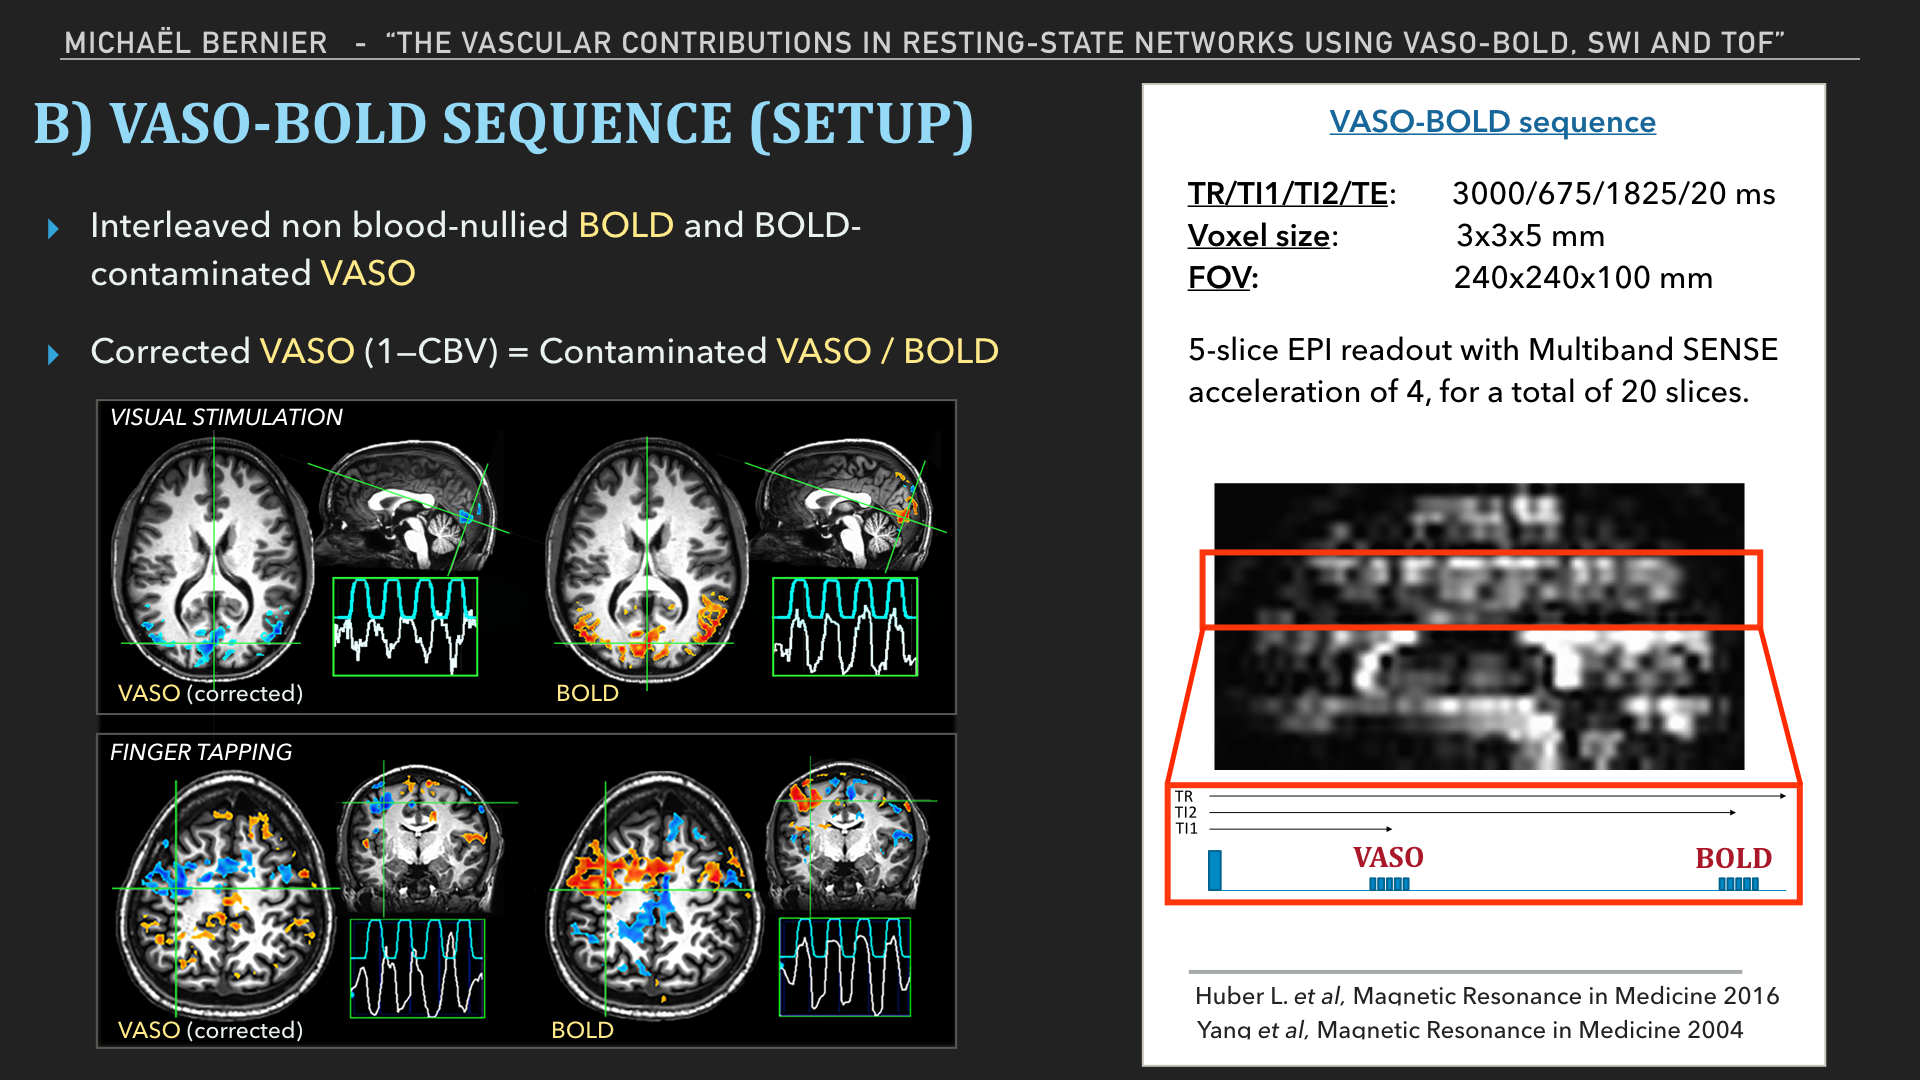 MICHAËL BERNIER - “THE VASCULAR CONTRIBUTIONS IN RESTING-STATE NETWORKS USING VASO-BOLD, SWI AND TOF”
B) VASO-BOLD SEQUENCE (SETUP)
Interleaved non blood-nullied BOLD and BOLD-
contaminated VASO
Corrected VASO (1–CBV) = Contaminated VASO / BOLD
VISUAL STIMULATION
VASO (corrected)
BOLD
FINGER TAPPING
VASO (corrected)
BOLD
VASO-BOLD sequence
TR/TI1/TI2/TE: 3000/675/1825/20 ms
Voxel size: 3x3x5 mm
FOV: 240x240x100 mm
5-slice EPI readout with Multiband SENSE
acceleration of 4, for a total of 20 slices.
TR
TI2
TI1
VASO
BOLD
Huber L. et al, Magnetic Resonance in Medicine 2016
Yang et al, Magnetic Resonance in Medicine 2004